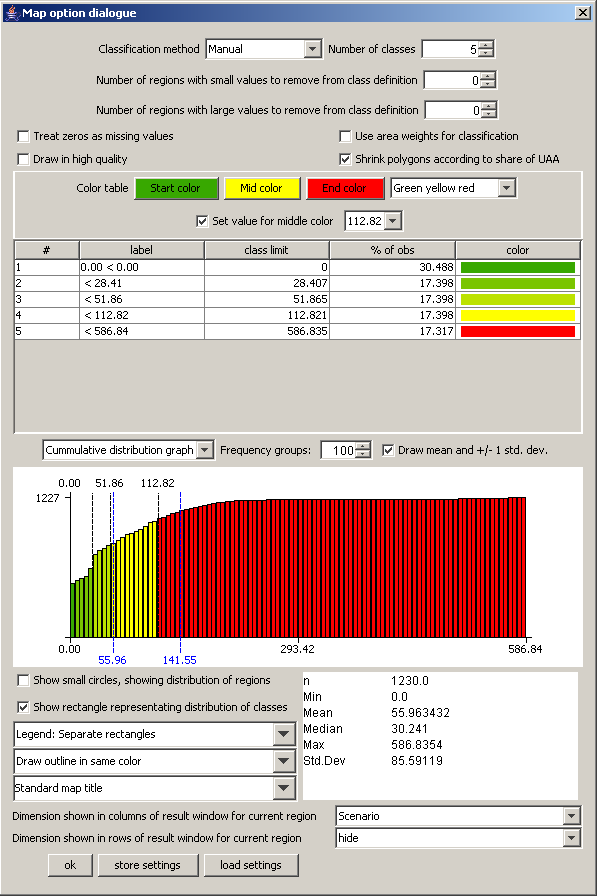 Map option dialogue
Classification method Manual Number of classes 5
Number of regions with small values to remove from class definition 0
Number of regions with large values to remove from class definition 0
Treat zeros as missing values Use area weights for classification
Draw in high quality Shrink polygons according to share of UAA
Color table Start color Mid color End color Green yellow red
Set value for middle color 112.82
# label class limit % of obs color
1 0.00 < 0.00 0 30.488
2 < 28.41 28.407 17.398
3 < 51.86 51.865 17.398
4 < 112.82 112.821 17.398
5 < 586.84 586.835 17.317
Cummulative distribution graph Frequency groups: 100 Draw mean and +/- 1 std. dev.
0.00 51.86 112.82
1227
0.00 293.42 586.84
55.96 141.55
Show small circles, showing distribution of regions
Show rectangle representating distribution of classes
Legend: Separate rectangles
Draw outline in same color
Standard map title
n 1230.0
Min 0.0
Mean 55.963432
Median 30.241
Max 586.8354
Std.Dev 85.59119
Dimension shown in columns of result window for current region Scenario
Dimension shown in rows of result window for current region hide
ok store settings load settings